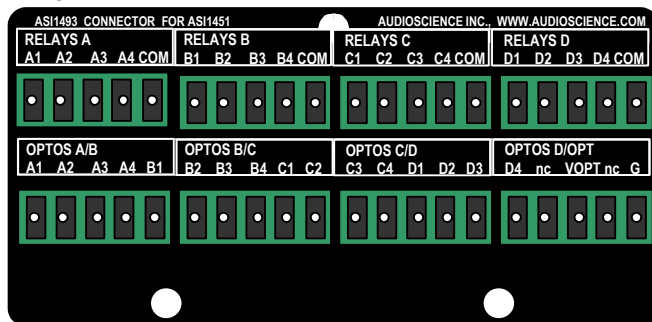 ASI1493 CONNECTOR FOR ASI1451 AUDIOSCIENCE INC., WWW.AUDIOSCIENCE.COM
RELAYS A RELAYS B RELAYS C RELAYS D
A1 A2 A3 A4 COM B1 B2 B3 B4 COM C1 C2 C3 C4 COM D1 D2 D3 D4 COM
OPTOS A/B OPTOS B/C OPTOS C/D OPTOS D/OPT
A1 A2 A3 A4 B1 B2 B3 B4 C1 C2 C3 C4 D1 D2 D3 D4 nc VOPT nc G